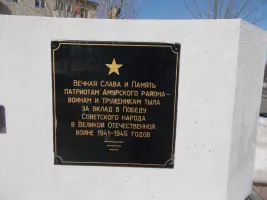 Вечная Слава и Память
патриотам Амурского района-
воинам и труженикам тыла
за вклад в Победу
Советского народа
в Великой Отечественной
войне 1941-1945 годов